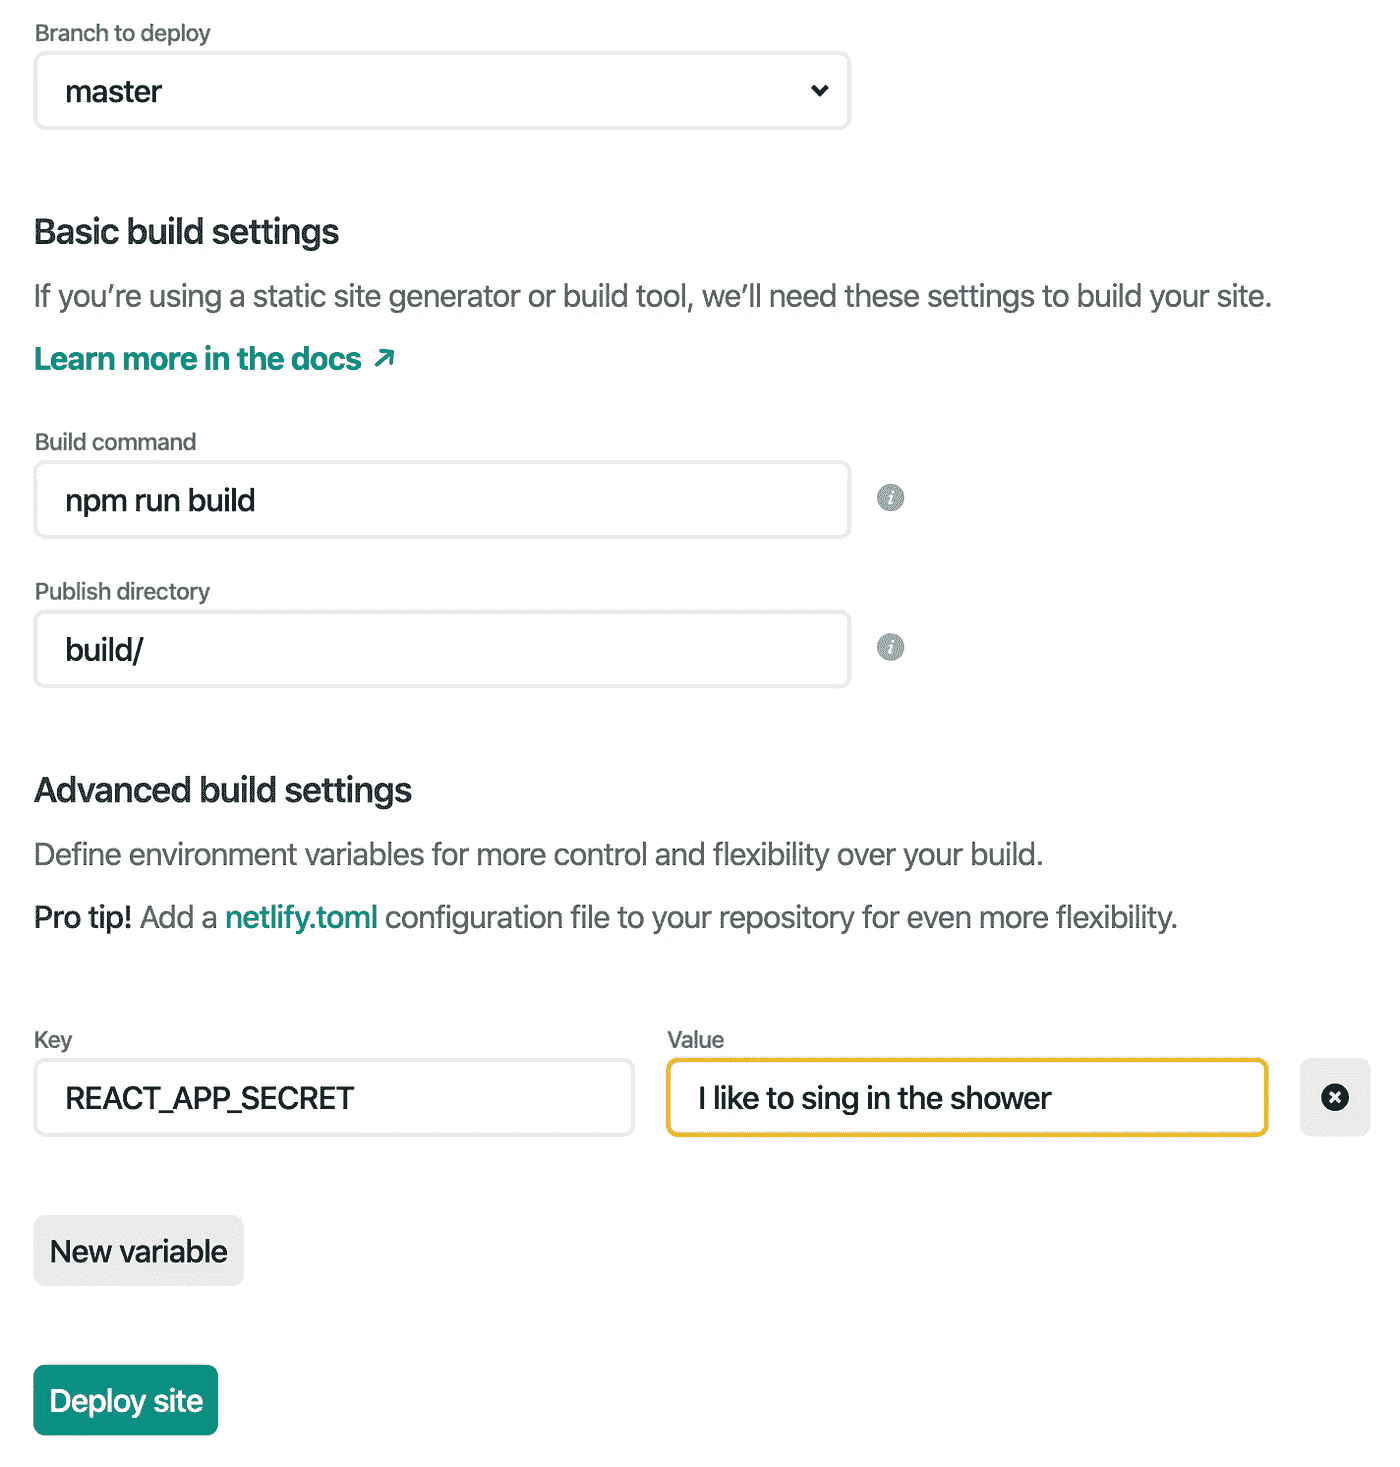 Branch to deploy
master
Basic build settings
If you're using a static site generator or build tool, we'll need these settings to build your site.
Learn more in the docs ↗
Build command
npm run build
Publish directory
build/
Advanced build settings
Define environment variables for more control and flexibility over your build.
Pro tip! Add a netlify.toml configuration file to your repository for even more flexibility.
Key Value
REACT_APP_SECRET I like to sing in the shower
New variable
Deploy site